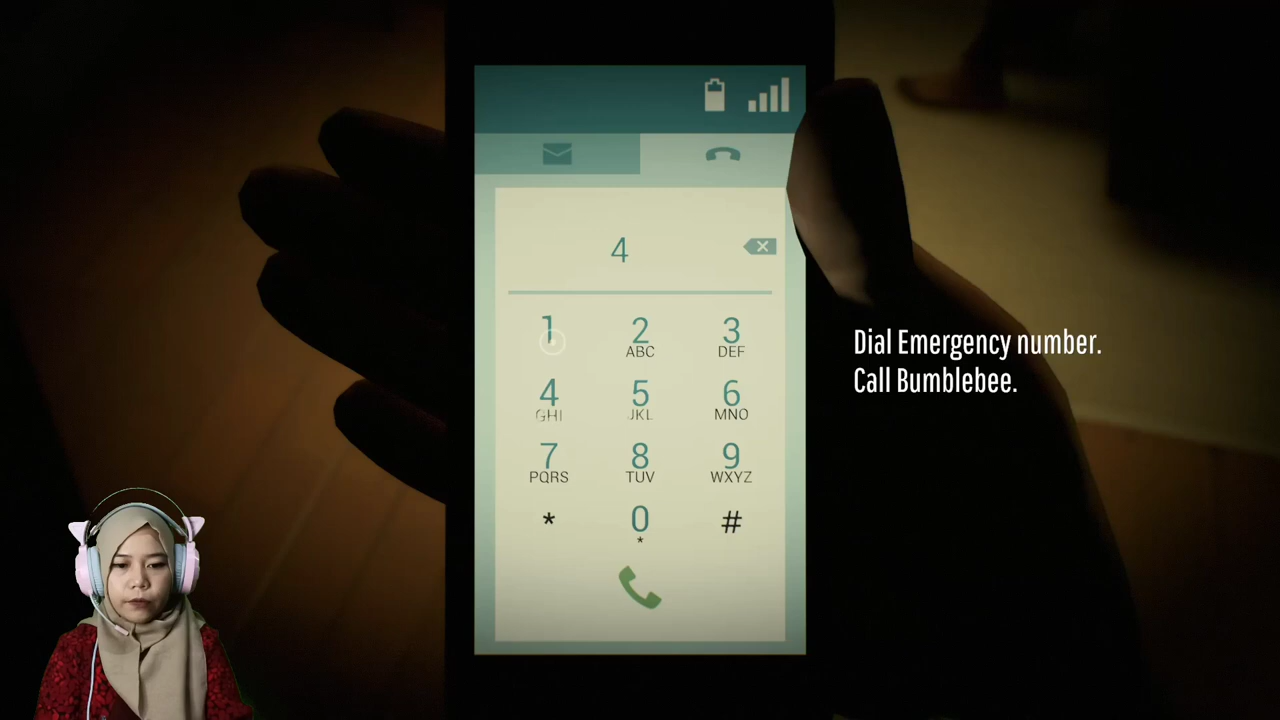 4
1 2 3
ABC DEF
4 5 6
GHI JKL MNO
7 8 9
PQRS TUV WXYZ
* 0 #
*
Dial Emergency number.
Call Bumblebee.